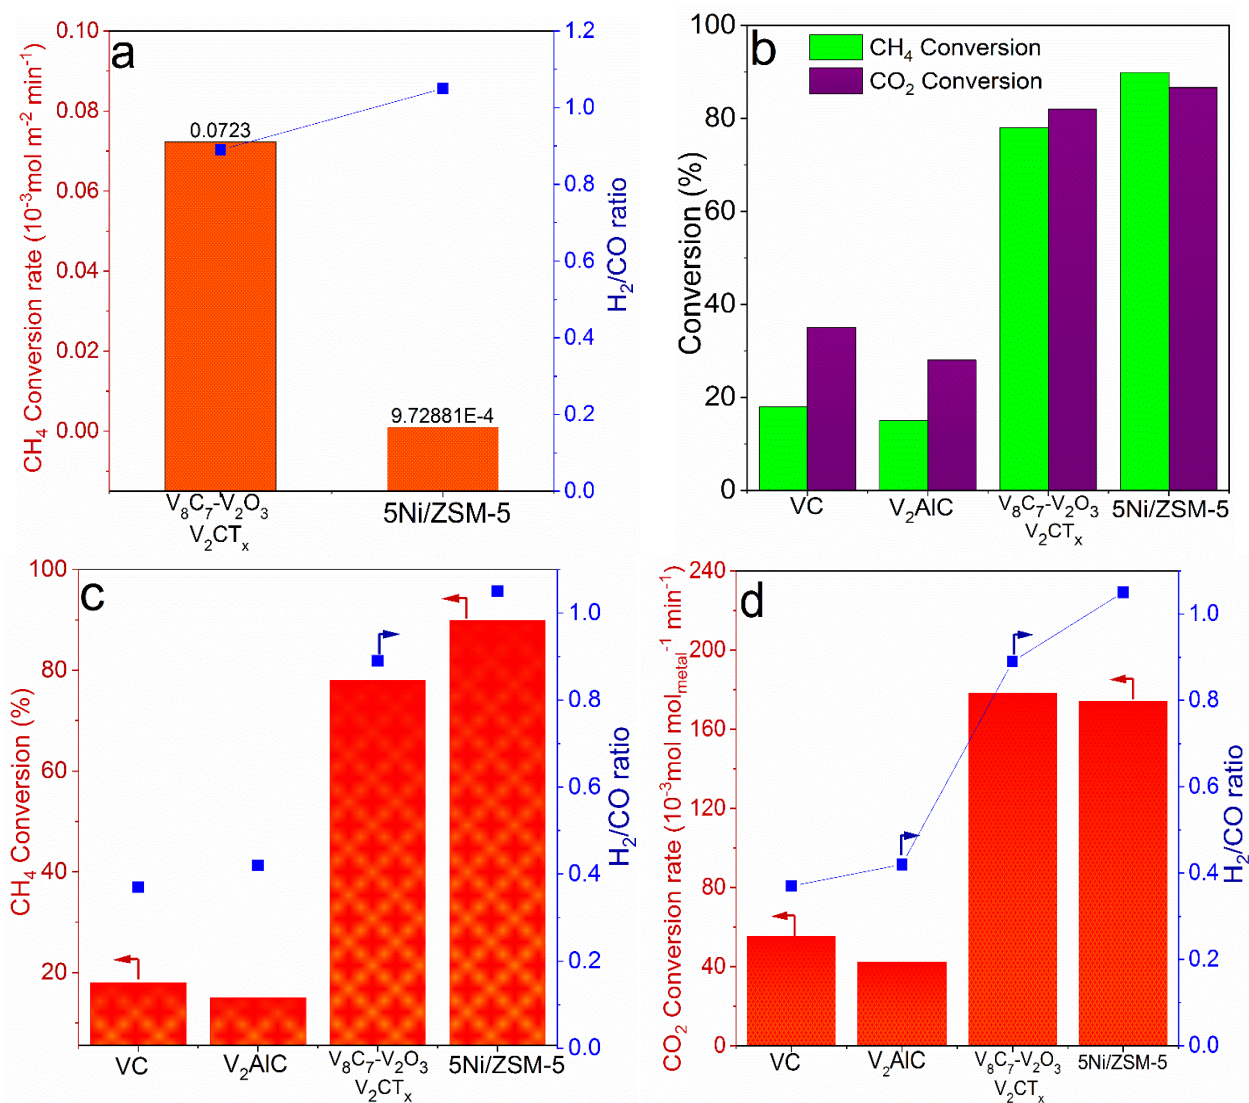 a
CH₄ Conversion rate (10⁻³mol m⁻² min⁻¹)
0.10
0.08
0.06
0.04
0.02
0.00
0.0723
9.72881E-4
V₈C₇-V₂O₃
V₂CTₓ
5Ni/ZSM-5
1.2
1.0
0.8
0.6
0.4
0.2
0.0
H₂/CO ratio
b
CH₄ Conversion
CO₂ Conversion
Conversion (%)
100
80
60
40
20
0
VC
V₂AlC
V₈C₇-V₂O₃
V₂CTₓ
5Ni/ZSM-5
c
CH₄ Conversion (%)
100
80
60
40
20
VC
V₂AlC
V₈C₇-V₂O₃
V₂CTₓ
5Ni/ZSM-5
1.0
0.8
0.6
0.4
0.2
0.0
H₂/CO ratio
d
CO₂ Conversion rate (10⁻³mol mol_metal⁻¹ min⁻¹)
240
200
160
120
80
40
0
VC
V₂AlC
V₈C₇-V₂O₃
V₂CTₓ
5Ni/ZSM-5
1.0
0.8
0.6
0.4
0.2
0.0
H₂/CO ratio